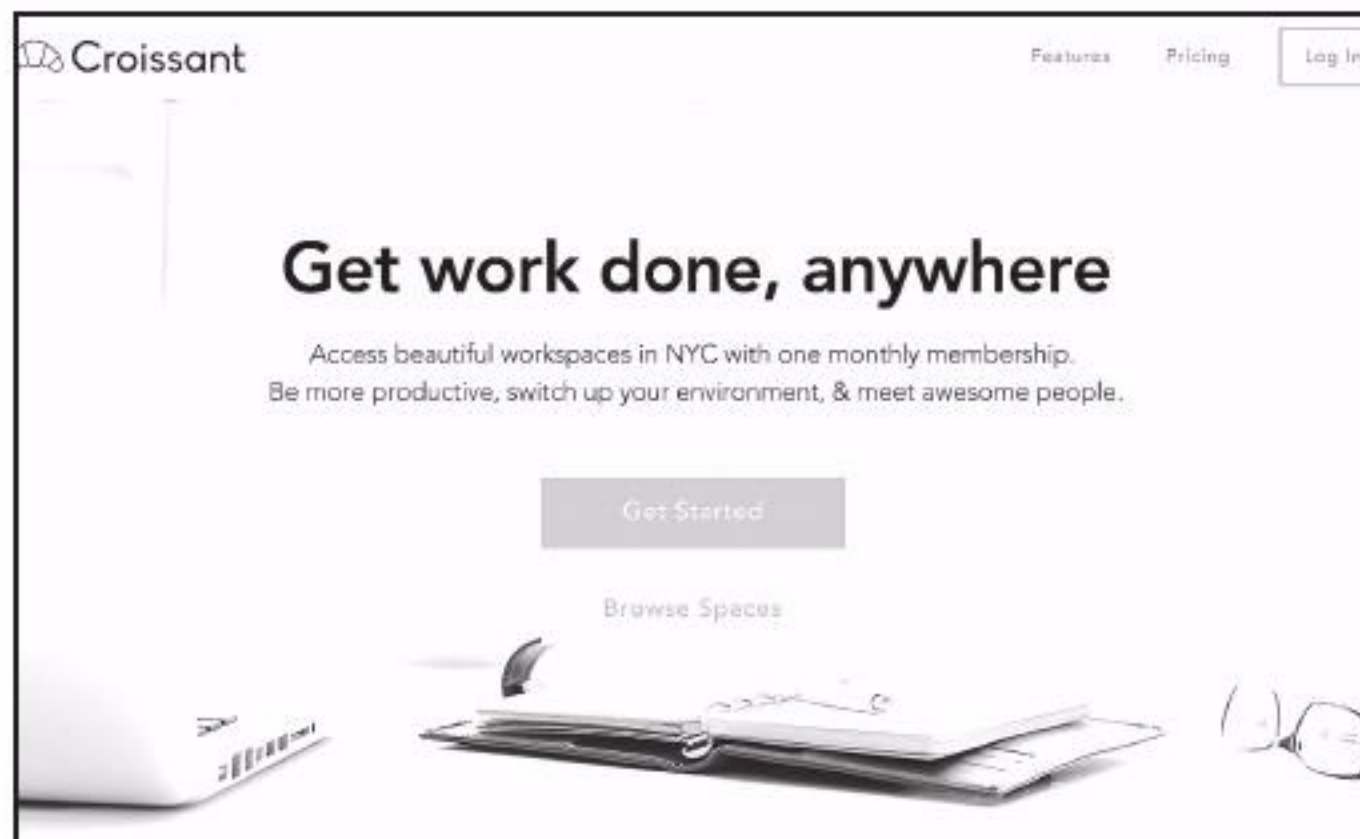 Croissant
Features
Pricing
Log In
Get work done, anywhere
Access beautiful workspaces in NYC with one monthly membership.
Be more productive, switch up your environment, & meet awesome people.
Get Started
Browse Spaces